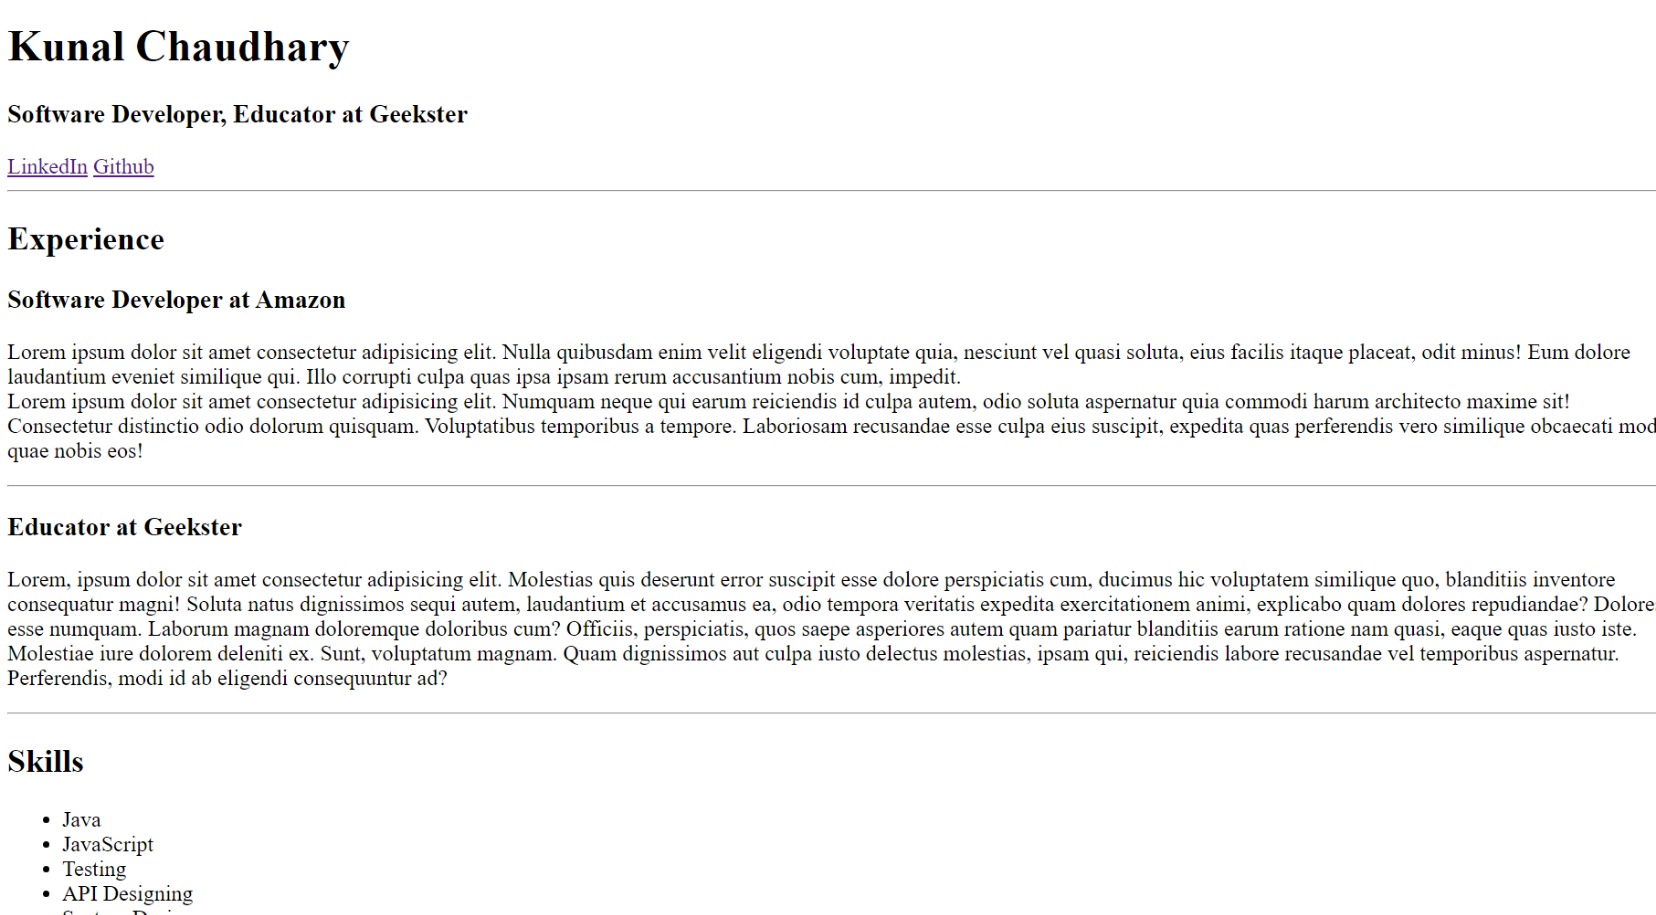 Kunal Chaudhary
Software Developer, Educator at Geekster
LinkedIn Github
Experience
Software Developer at Amazon
Lorem ipsum dolor sit amet consectetur adipisicing elit. Nulla quibusdam enim velit eligendi voluptate quia, nesciunt vel quasi soluta, eius facilis itaque placeat, odit minus! Eum dolore
laudantium eveniet similique qui. Illo corrupti culpa quas ipsa ipsam rerum accusantium nobis cum, impedit.
Lorem ipsum dolor sit amet consectetur adipisicing elit. Numquam neque qui earum reiciendis id culpa autem, odio soluta aspernatur quia commodi harum architecto maxime sit!
Consectetur distinctio odio dolorum quisquam. Voluptatibus temporibus a tempore. Laboriosam recusandae esse culpa eius suscipit, expedita quas perferendis vero similique obcaecati mod
quae nobis eos!
Educator at Geekster
Lorem, ipsum dolor sit amet consectetur adipisicing elit. Molestias quis deserunt error suscipit esse dolore perspiciatis cum, ducimus hic voluptatem similique quo, blanditiis inventore
consequatur magni! Soluta natus dignissimos sequi autem, laudantium et accusamus ea, odio tempora veritatis expedita exercitationem animi, explicabo quam dolores repudiandae? Dolore
esse numquam. Laborum magnam doloremque doloribus cum? Officiis, perspiciatis, quos saepe asperiores autem quam pariatur blanditiis earum ratione nam quasi, eaque quas iusto iste.
Molestiae iure dolorem deleniti ex. Sunt, voluptatum magnam. Quam dignissimos aut culpa iusto delectus molestias, ipsam qui, reiciendis labore recusandae vel temporibus aspernatur.
Perferendis, modi id ab eligendi consequuntur ad?
Skills
• Java
• JavaScript
• Testing
• API Designing